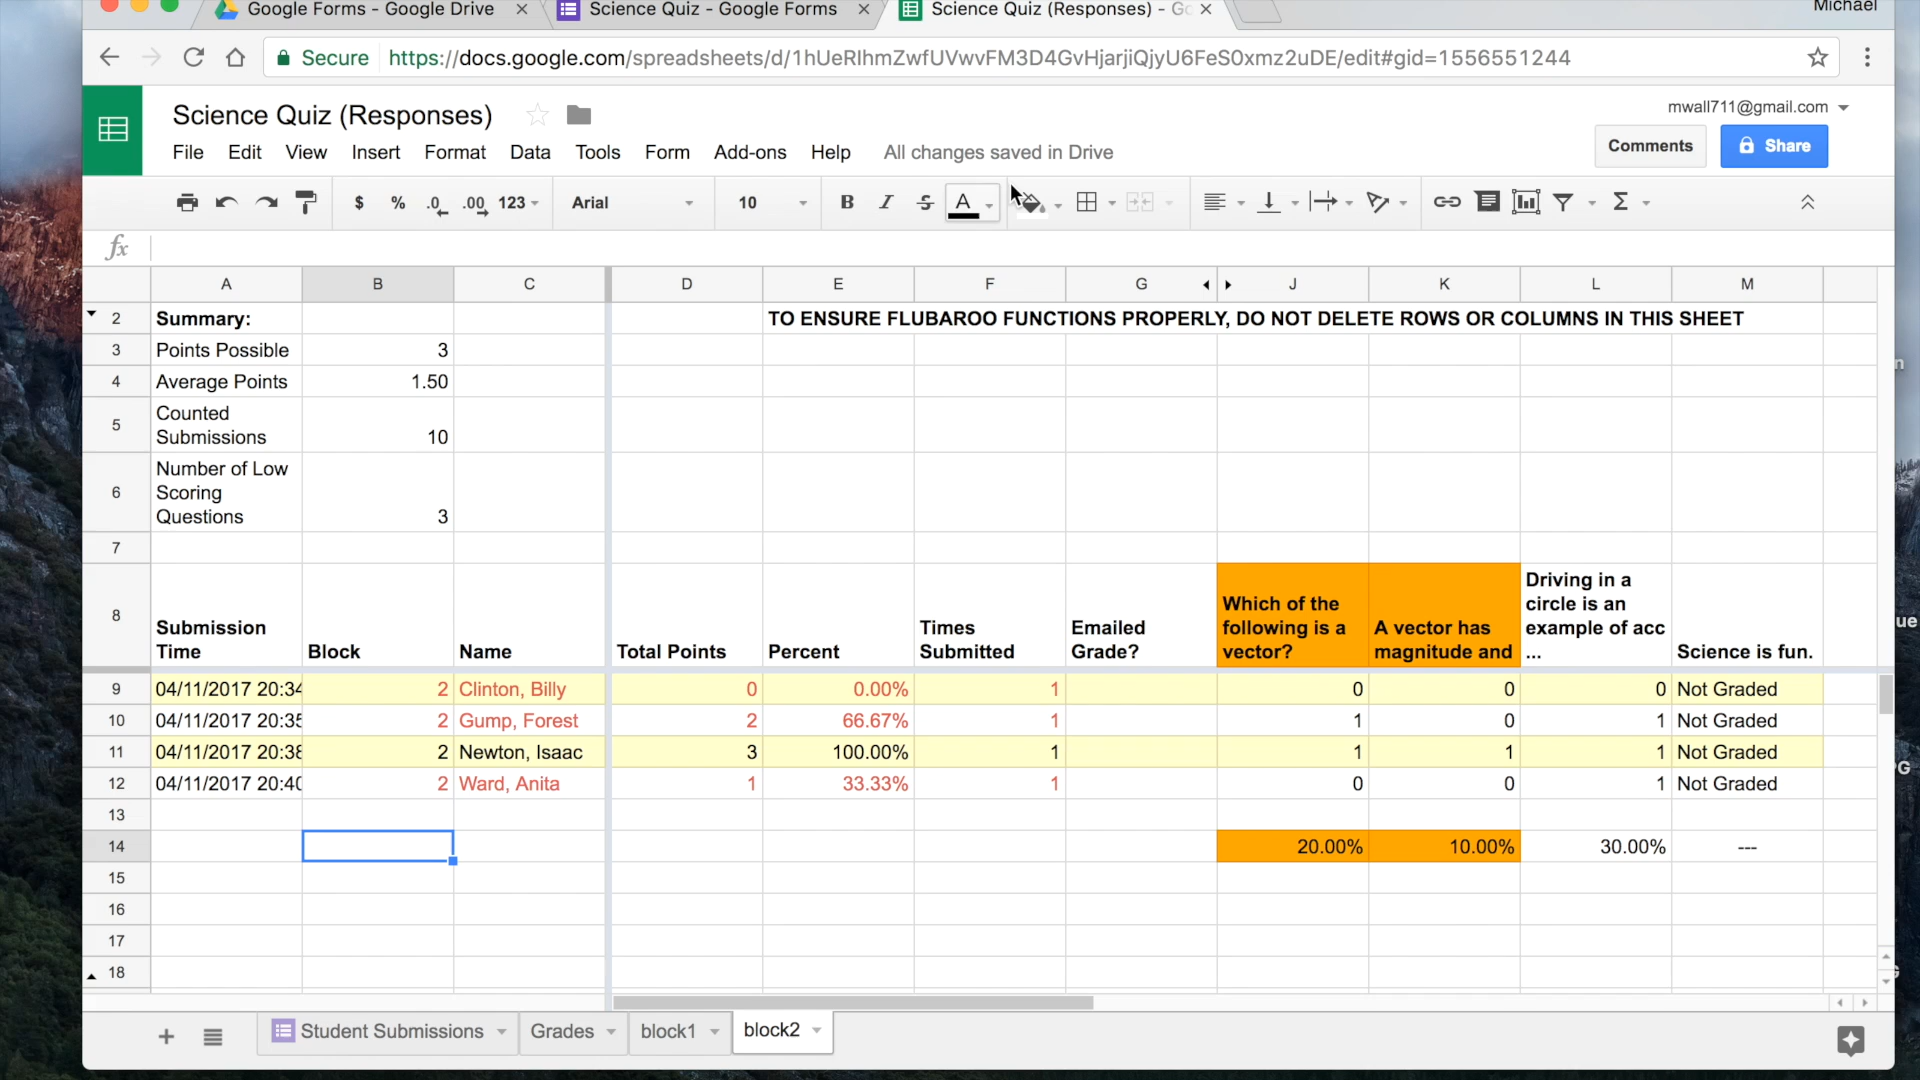 Google Forms - Google Drive
Science Quiz - Google Forms
Science Quiz (Responses) - Go
Michael
Secure
https://docs.google.com/spreadsheets/d/1hUeRlhmZwfUVwvFM3D4GvHjarjiQjyU6FeS0xmz2uDE/edit#gid=1556551244
Science Quiz (Responses)
mwall711@gmail.com
File Edit View Insert Format Data Tools Form Add-ons Help All changes saved in Drive
Comments
Share
$ % .0 .00 123 Arial 10 B I S A Σ
fx
A B C D E F G J K L M
2 Summary: TO ENSURE FLUBAROO FUNCTIONS PROPERLY, DO NOT DELETE ROWS OR COLUMNS IN THIS SHEET
3 Points Possible 3
4 Average Points 1.50
5 Counted
Submissions 10
6 Number of Low
Scoring
Questions 3
7
8 Submission
Time
Block
Name
Total Points
Percent
Times
Submitted
Emailed
Grade?
Which of the
following is a
vector?
A vector has
magnitude and
Driving in a
circle is an
example of acc
...
Science is fun.
9 04/11/2017 20:34 2 Clinton, Billy 0 0.00% 1 0 0 0 Not Graded
10 04/11/2017 20:35 2 Gump, Forest 2 66.67% 1 1 0 1 Not Graded
11 04/11/2017 20:38 2 Newton, Isaac 3 100.00% 1 1 1 1 Not Graded
12 04/11/2017 20:40 2 Ward, Anita 1 33.33% 1 0 0 1 Not Graded
13
14 20.00% 10.00% 30.00% ---
15
16
17
18
Student Submissions
Grades
block1
block2